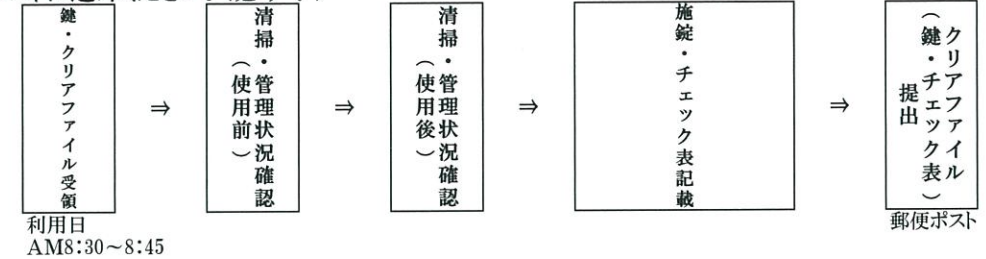 鍵・クリアファイル受領
⇒
清掃・管理状況確認
（使用前）
⇒
清掃・管理状況確認
（使用後）
⇒
施錠・チェック表記載
⇒
クリアファイル
（鍵・チェック表）
提出
利用日
AM8:30～8:45
郵便ポスト